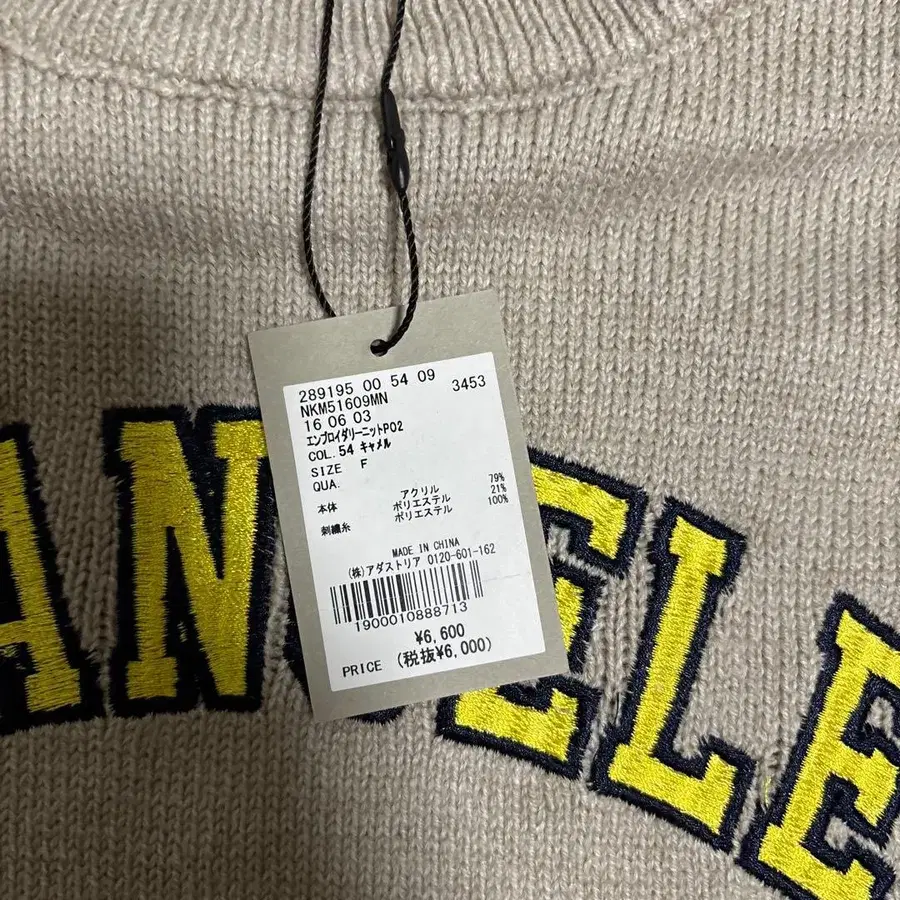 289195 00 54 09 3453
NKM51609MN
16 06 03
エンブロイダリーニットPO2
COL. 54 キャメル
SIZE F
QUA.
79%
本体 アクリル 21%
ポリエステル 100%
刺繍糸 ポリエステル
MADE IN CHINA
(株)アダストリア 0120-601-162
1900010888713
¥6,600
PRICE (税抜¥6,000)
AN ELE